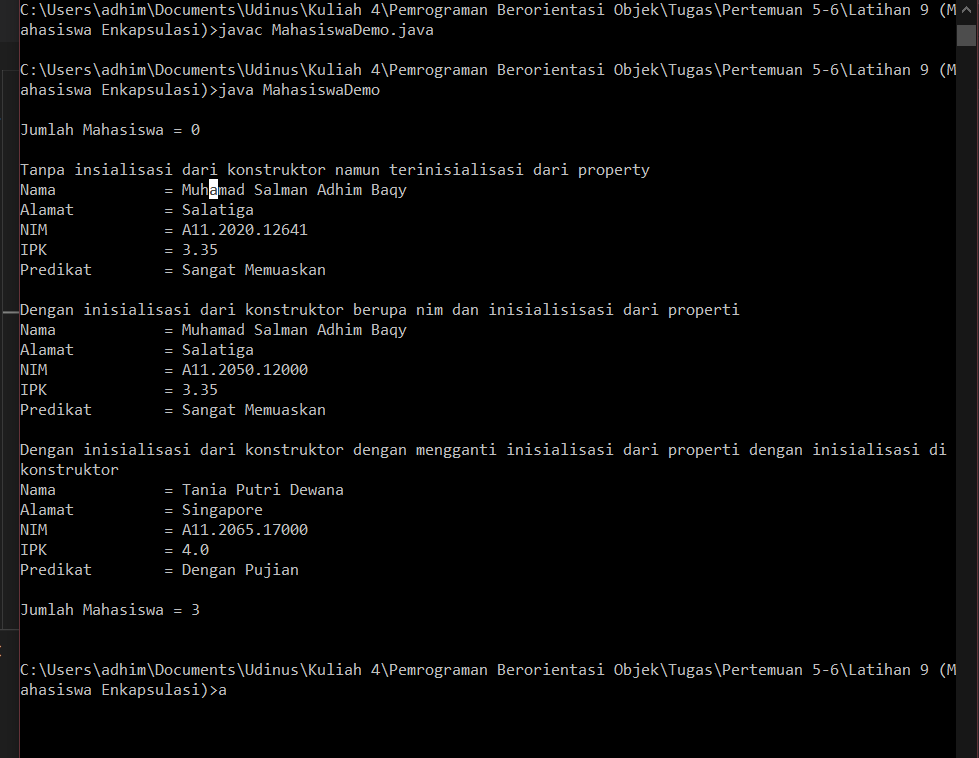 C:\Users\adhim\Documents\Udinus\Kuliah 4\Pemrograman Berorientasi Objek\Tugas\Pertemuan 5-6\Latihan 9 (M
ahasiswa Enkapsulasi)>javac MahasiswaDemo.java
C:\Users\adhim\Documents\Udinus\Kuliah 4\Pemrograman Berorientasi Objek\Tugas\Pertemuan 5-6\Latihan 9 (M
ahasiswa Enkapsulasi)>java MahasiswaDemo
Jumlah Mahasiswa = 0
Tanpa insialisasi dari konstruktor namun terinisialisasi dari property
Nama            = Muhamad Salman Adhim Baqy
Alamat          = Salatiga
NIM             = A11.2020.12641
IPK             = 3.35
Predikat        = Sangat Memuaskan
Dengan inisialisasi dari konstruktor berupa nim dan inisialisisasi dari properti
Nama            = Muhamad Salman Adhim Baqy
Alamat          = Salatiga
NIM             = A11.2050.12000
IPK             = 3.35
Predikat        = Sangat Memuaskan
Dengan inisialisasi dari konstruktor dengan mengganti inisialisasi dari properti dengan inisialisasi di
konstruktor
Nama            = Tania Putri Dewana
Alamat          = Singapore
NIM             = A11.2065.17000
IPK             = 4.0
Predikat        = Dengan Pujian
Jumlah Mahasiswa = 3
C:\Users\adhim\Documents\Udinus\Kuliah 4\Pemrograman Berorientasi Objek\Tugas\Pertemuan 5-6\Latihan 9 (M
ahasiswa Enkapsulasi)>a